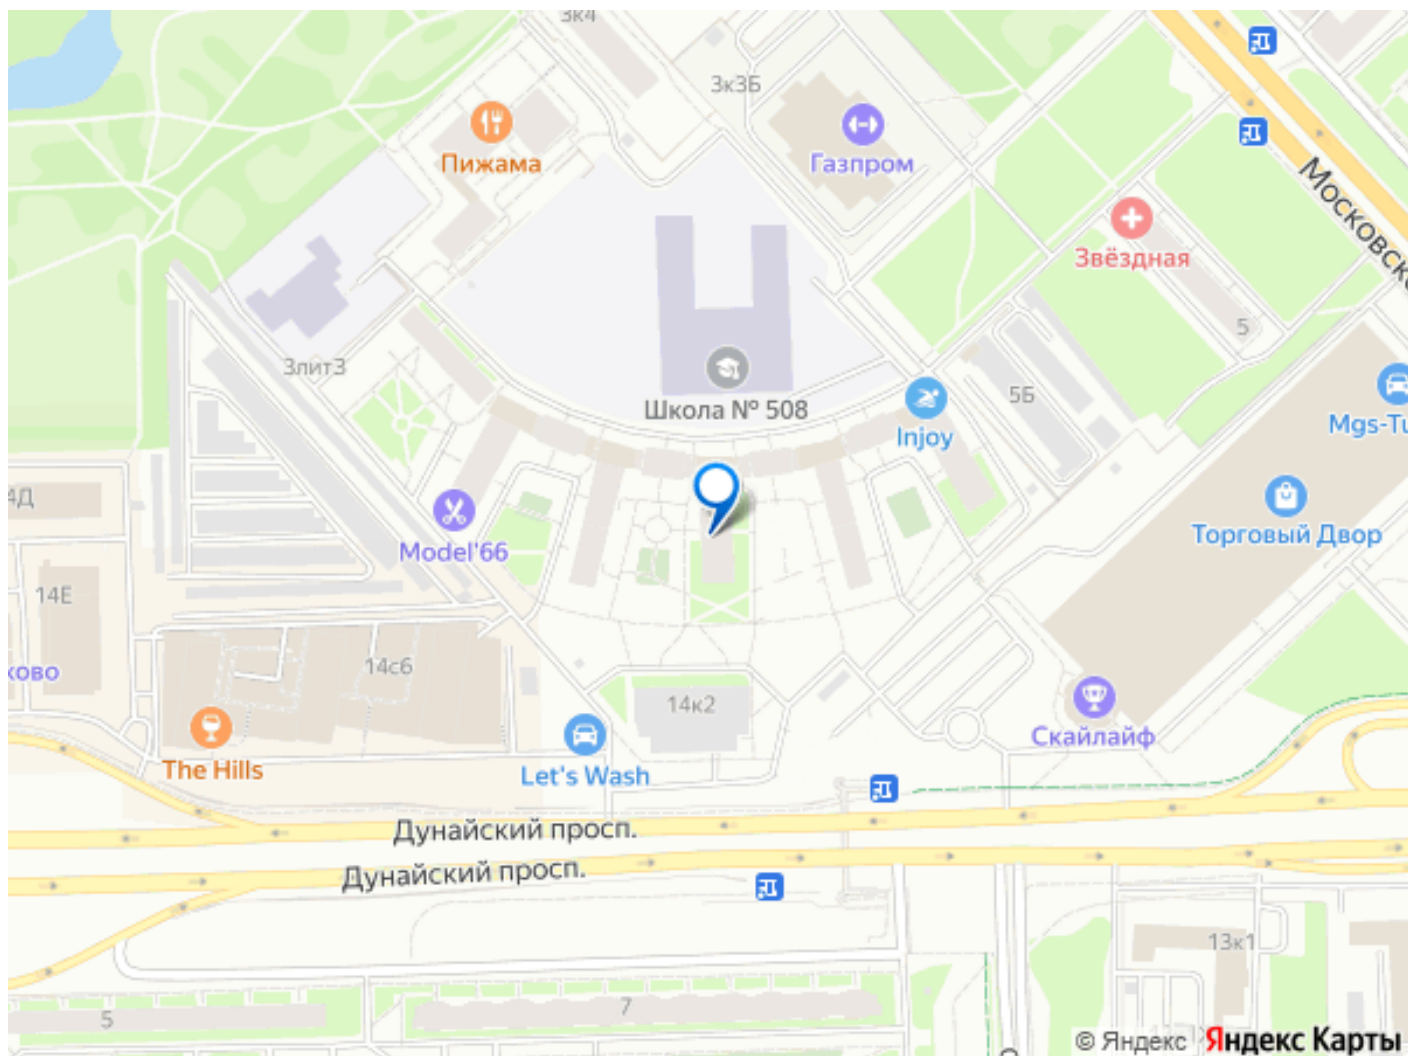 3к4
3к3Б
Пижама
Газпром
Московск
Звёздная
5
3лит3
Школа № 508
5Б
Injoy
Mgs-Tu
4Д
Model'66
Торговый Двор
14Е
14с6
ково
14к2
The Hills
Let's Wash
Скайлайф
Дунайский просп.
Дунайский просп.
13к1
7
5
© Яндекс Яндекс Карты